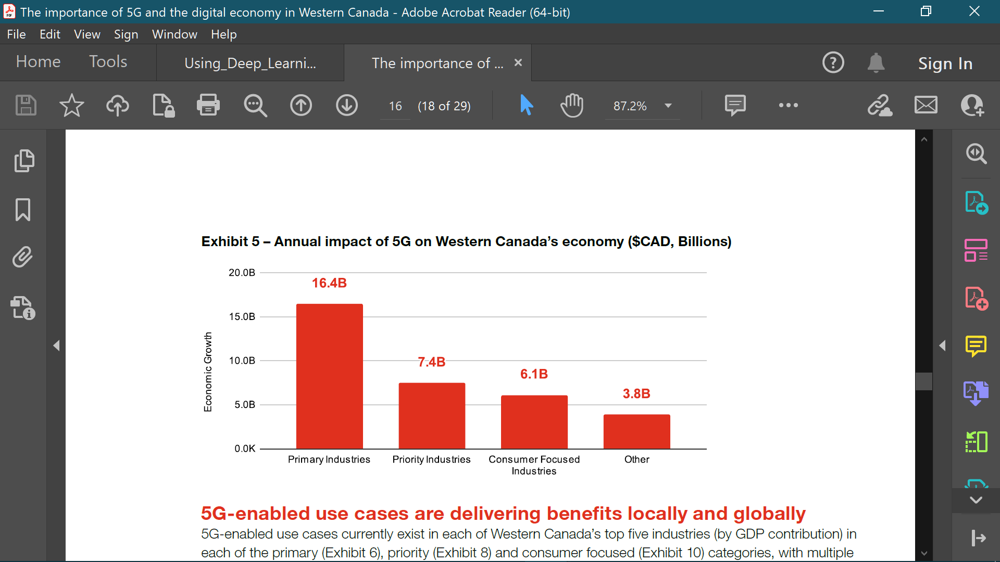 The importance of 5G and the digital economy in Western Canada - Adobe Acrobat Reader (64-bit)
File Edit View Sign Window Help
Home Tools Using_Deep_Learni... The importance of ... × Sign In
16 (18 of 29) 87.2%
Exhibit 5 – Annual impact of 5G on Western Canada’s economy ($CAD, Billions)
Economic Growth
20.0B
15.0B
10.0B
5.0B
0.0K
16.4B
7.4B
6.1B
3.8B
Primary Industries
Priority Industries
Consumer Focused
Industries
Other
5G-enabled use cases are delivering benefits locally and globally
5G-enabled use cases currently exist in each of Western Canada’s top five industries (by GDP contribution) in
each of the primary (Exhibit 6), priority (Exhibit 8) and consumer focused (Exhibit 10) categories, with multiple